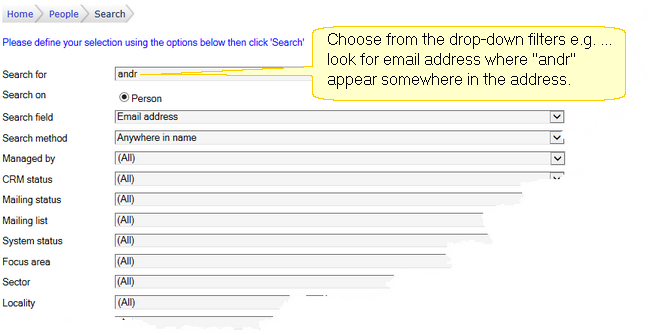 Home People Search
Please define your selection using the options below then click 'Search'
Choose from the drop-down filters e.g. ...
look for email address where "andr"
appear somewhere in the address.
Search for andr
Search on Person
Search field Email address
Search method Anywhere in name
Managed by (All)
CRM status (All)
Mailing status (All)
Mailing list (All)
System status (All)
Focus area (All)
Sector (All)
Locality (All)